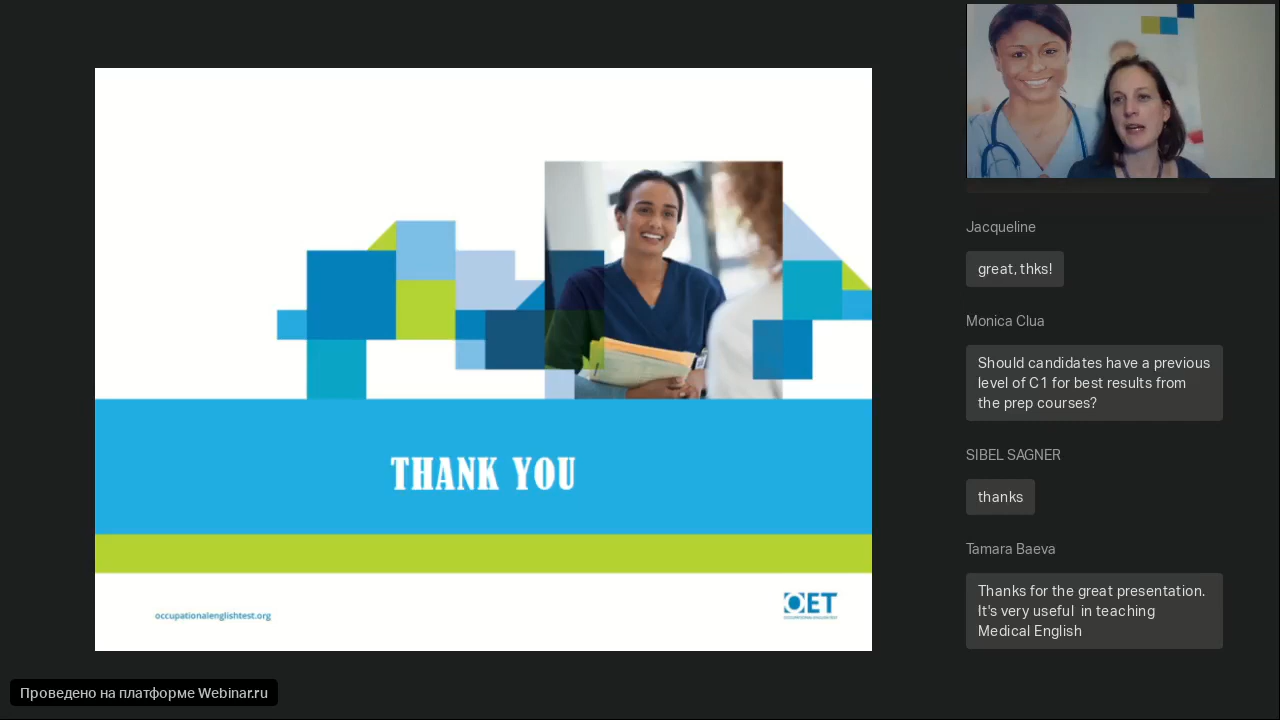 THANK YOU
occupationalenglishtest.org
OET
Jacqueline
great, thks!
Monica Clua
Should candidates have a previous
level of C1 for best results from
the prep courses?
SIBEL SAGNER
thanks
Tamara Baeva
Thanks for the great presentation.
It's very useful in teaching
Medical English
Проведено на платформе Webinar.ru